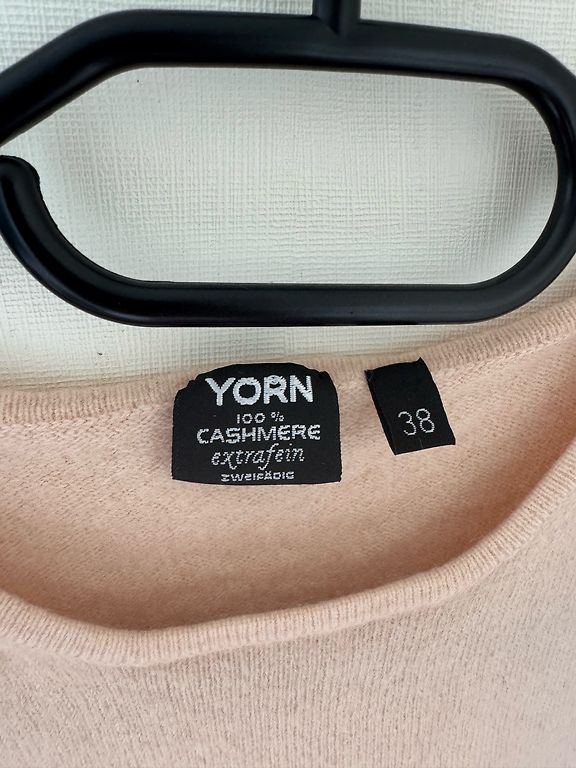 YORN
100 %
CASHMERE
extrafein
ZWEIFÄDIG
38